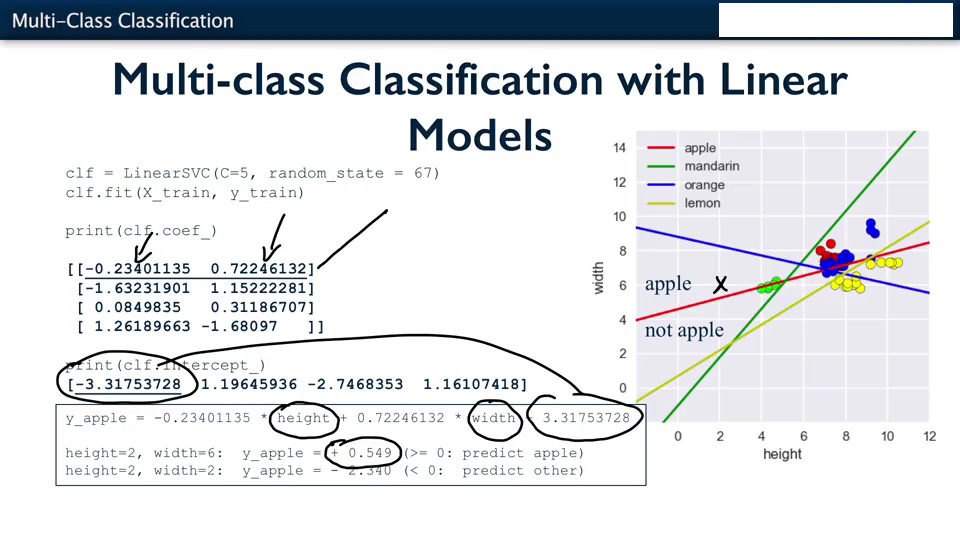 Multi-Class Classification
Multi-class Classification with Linear
Models
clf = LinearSVC(C=5, random_state = 67)
clf.fit(X_train, y_train)
print(clf.coef_)
[[-0.23401135 0.72246132]
[-1.63231901 1.15222281]
[ 0.0849835 0.31186707]
[ 1.26189663 -1.68097 ]]
print(clf.intercept_)
[-3.31753728 1.19645936 -2.7468353 1.16107418]
y_apple = -0.23401135 * height + 0.72246132 * width - 3.31753728
height=2, width=6: y_apple = + 0.549 (>= 0: predict apple)
height=2, width=2: y_apple = - 2.340 (< 0: predict other)
apple
mandarin
orange
lemon
14
12
10
8
6
4
2
0
width
apple x
not apple
0 2 4 6 8 10 12
height